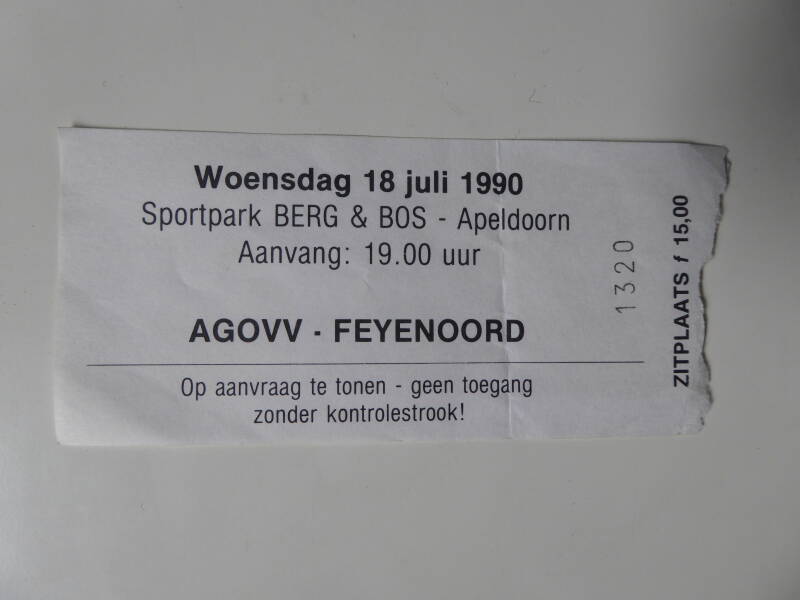 Woensdag 18 juli 1990
Sportpark BERG & BOS - Apeldoorn
Aanvang: 19.00 uur
AGOVV - FEYENOORD
Op aanvraag te tonen - geen toegang
zonder kontrolestrook!
1320
ZITPLAATS f 15,00